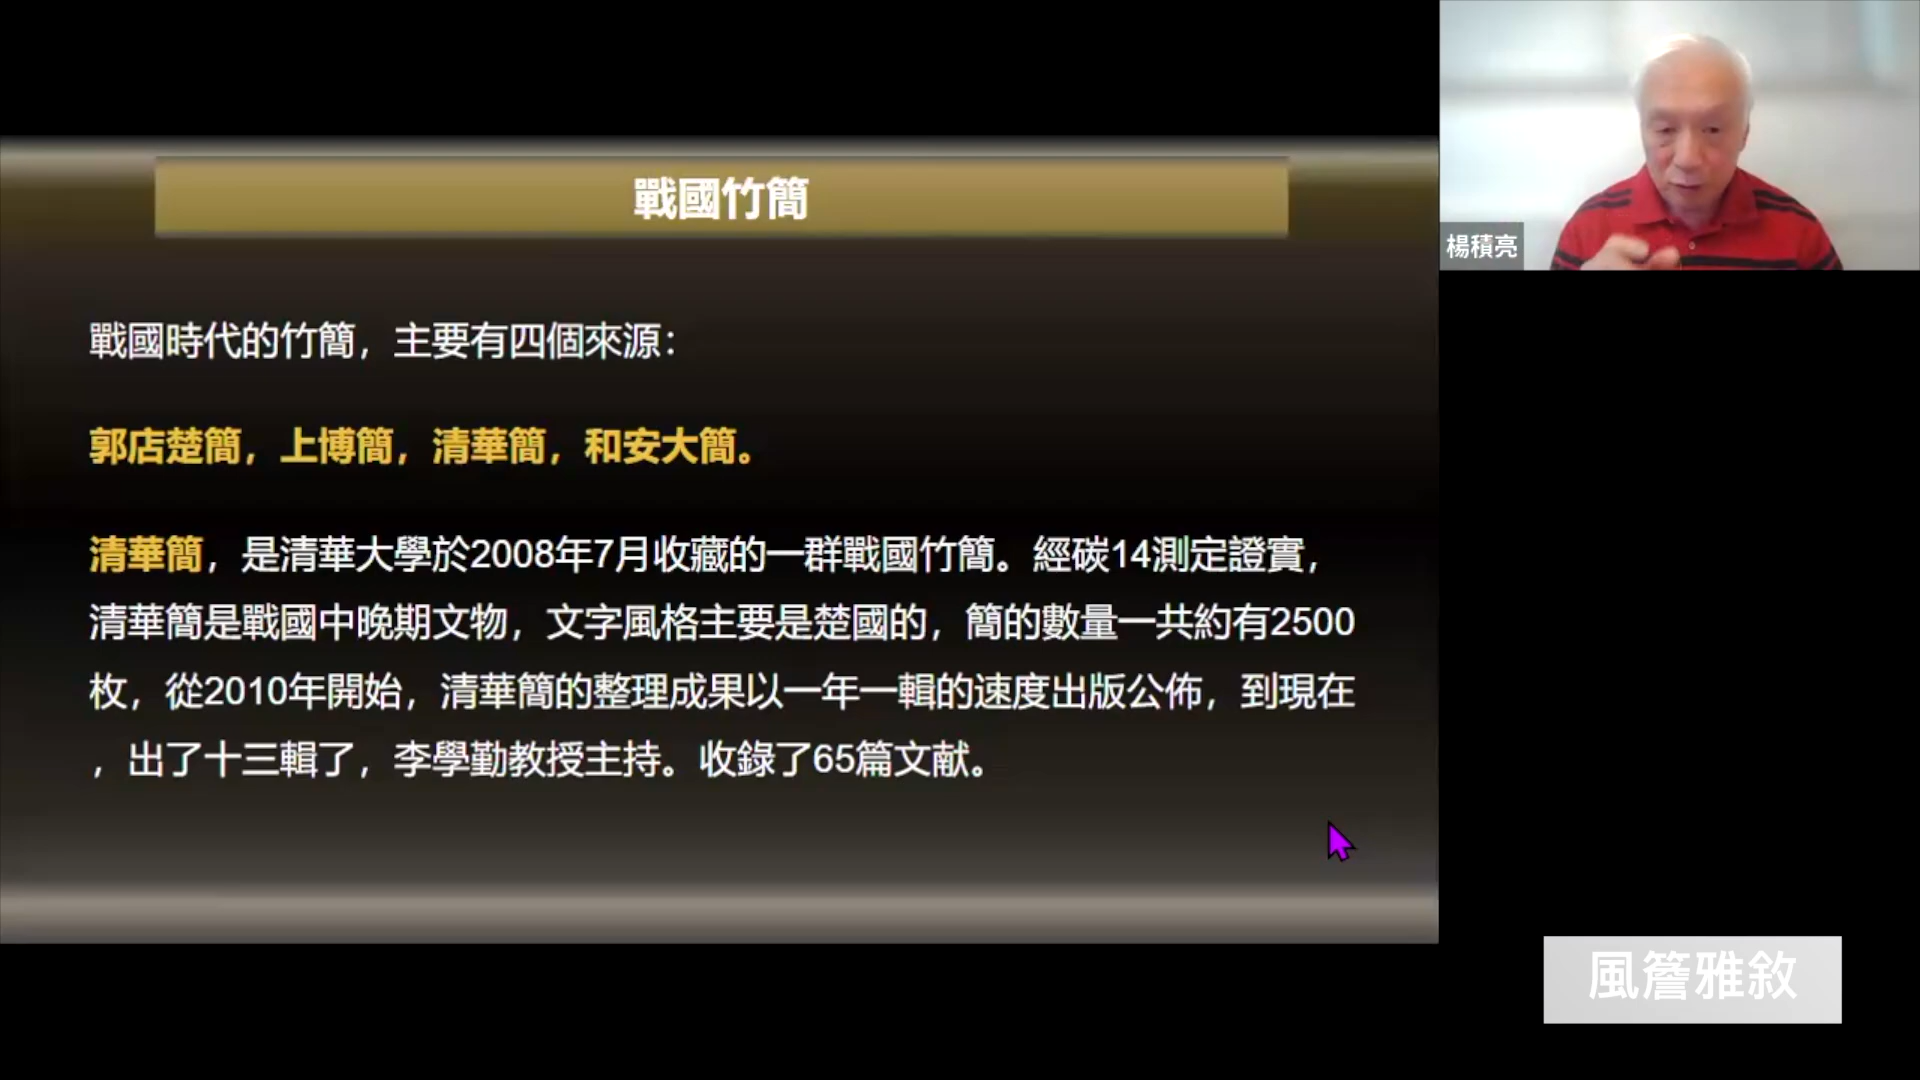 戰國竹簡
戰國時代的竹簡，主要有四個來源：
郭店楚簡，上博簡，清華簡，和安大簡。
清華簡，是清華大學於2008年7月收藏的一群戰國竹簡。經碳14測定證實，
清華簡是戰國中晚期文物，文字風格主要是楚國的，簡的數量一共約有2500
枚，從2010年開始，清華簡的整理成果以一年一輯的速度出版公佈，到現在
，出了十三輯了，李學勤教授主持。收錄了65篇文献。
楊積亮
風簷雅敘